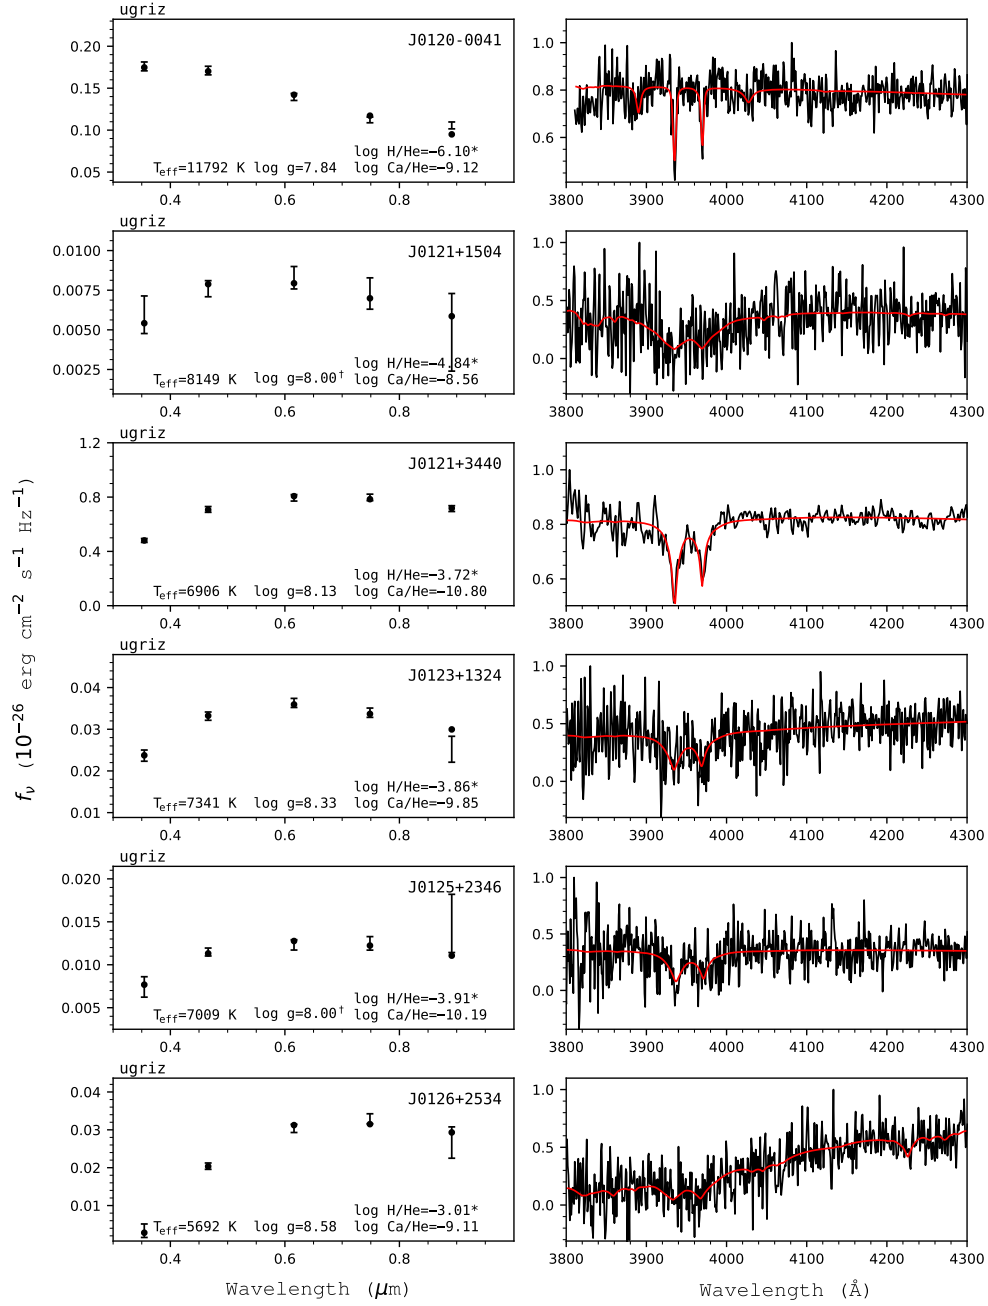 ugriz
J0120-0041
0.20
0.15
0.10
0.05
log H/He=−6.10*
T_eff=11792 K log g=7.84 log Ca/He=−9.12
0.4 0.6 0.8
1.0
0.8
0.6
3800 3900 4000 4100 4200 4300
ugriz
J0121+1504
0.0100
0.0075
0.0050
0.0025
log H/He=−4.84*
T_eff=8149 K log g=8.00† log Ca/He=−8.56
0.4 0.6 0.8
1.0
0.5
0.0
3800 3900 4000 4100 4200 4300
ugriz
J0121+3440
1.2
0.8
0.4
0.0
log H/He=−3.72*
T_eff=6906 K log g=8.13 log Ca/He=−10.80
0.4 0.6 0.8
1.0
0.8
0.6
3800 3900 4000 4100 4200 4300
f_ν (10⁻²⁶ erg cm⁻² s⁻¹ Hz⁻¹)
ugriz
J0123+1324
0.04
0.03
0.02
0.01
log H/He=−3.86*
T_eff=7341 K log g=8.33 log Ca/He=−9.85
0.4 0.6 0.8
1.0
0.5
0.0
3800 3900 4000 4100 4200 4300
ugriz
J0125+2346
0.020
0.015
0.010
0.005
log H/He=−3.91*
T_eff=7009 K log g=8.00† log Ca/He=−10.19
0.4 0.6 0.8
1.0
0.5
0.0
3800 3900 4000 4100 4200 4300
ugriz
J0126+2534
0.04
0.03
0.02
0.01
log H/He=−3.01*
T_eff=5692 K log g=8.58 log Ca/He=−9.11
0.4 0.6 0.8
1.0
0.5
0.0
3800 3900 4000 4100 4200 4300
Wavelength (μm)
Wavelength (Å)